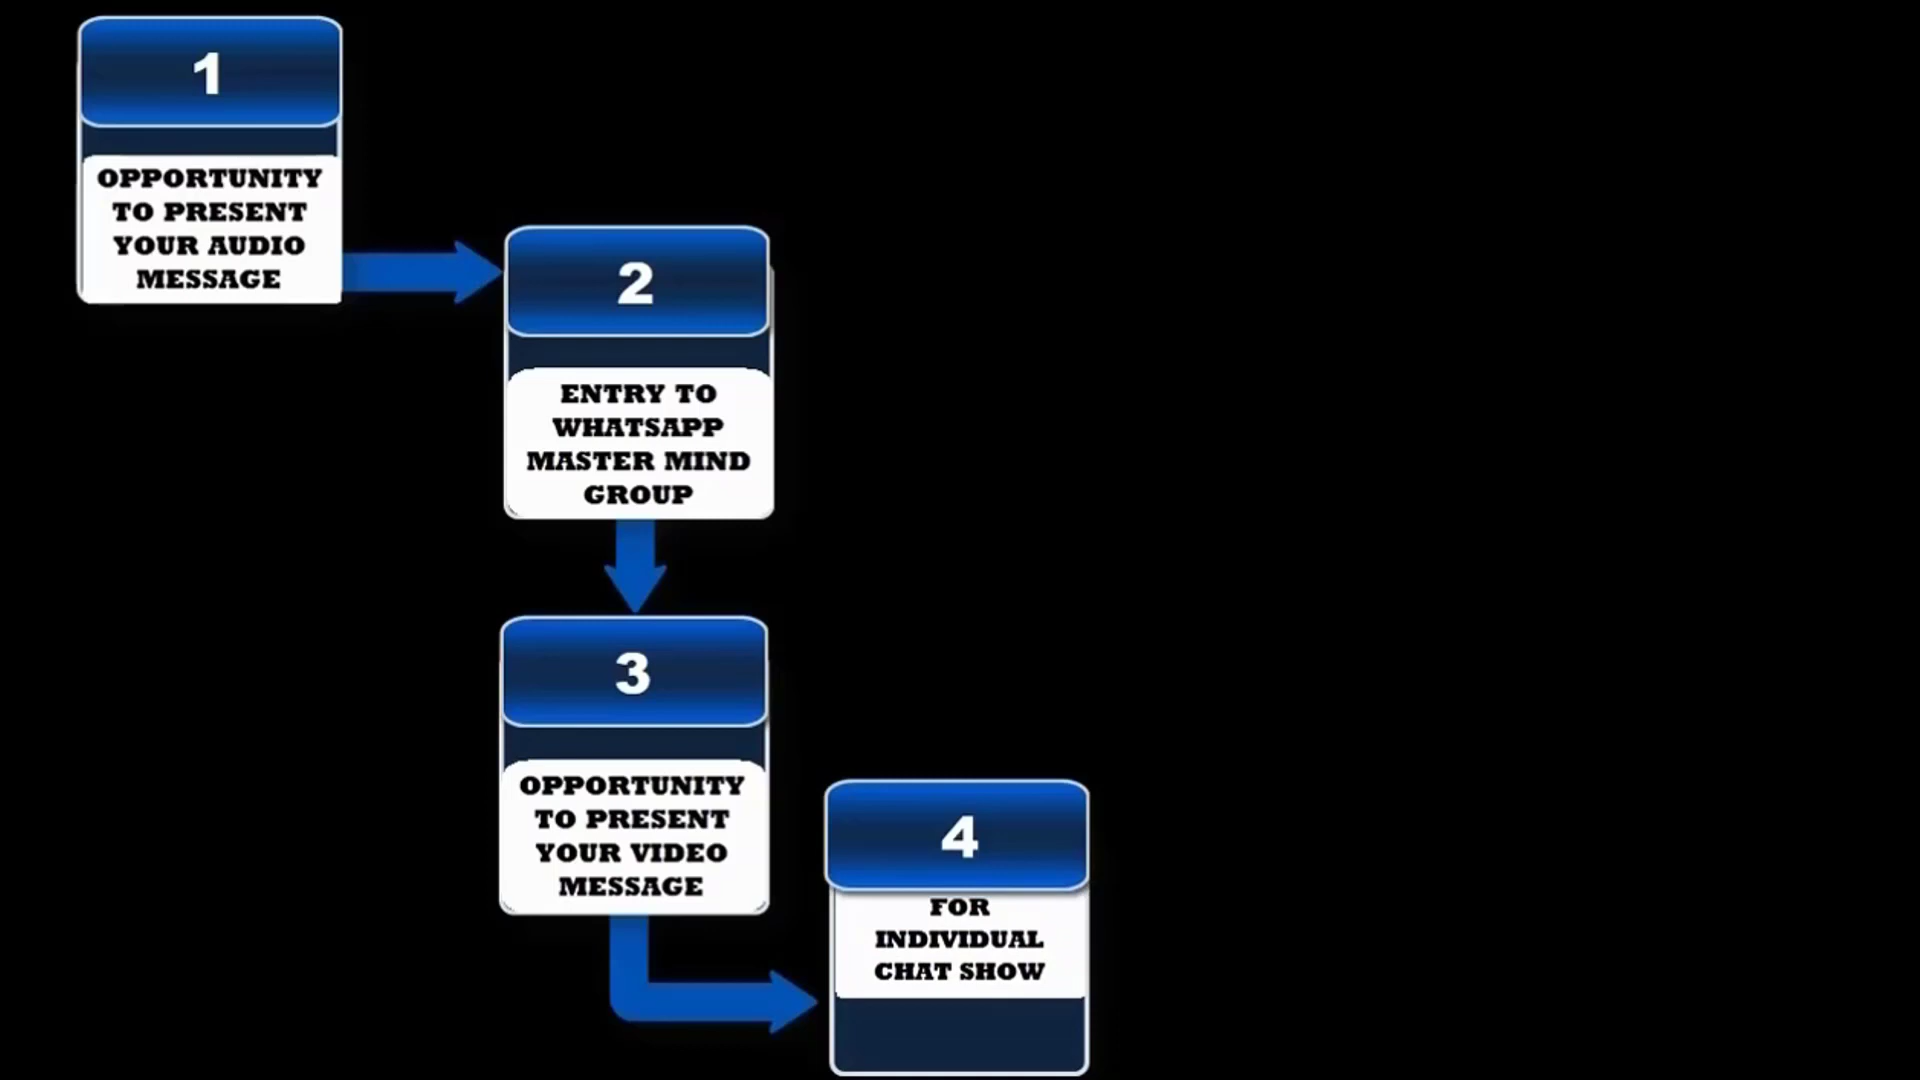 1
OPPORTUNITY
TO PRESENT
YOUR AUDIO
MESSAGE
2
ENTRY TO
WHATSAPP
MASTER MIND
GROUP
3
OPPORTUNITY
TO PRESENT
YOUR VIDEO
MESSAGE
4
FOR
INDIVIDUAL
CHAT SHOW